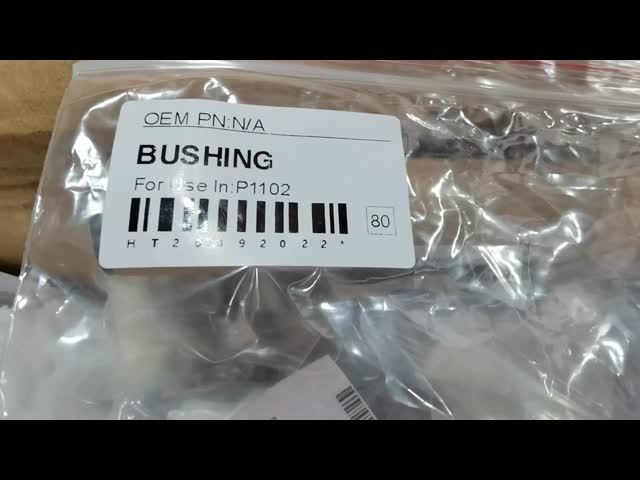 OEM PN:N/A
BUSHING
For Use In:P1102
80